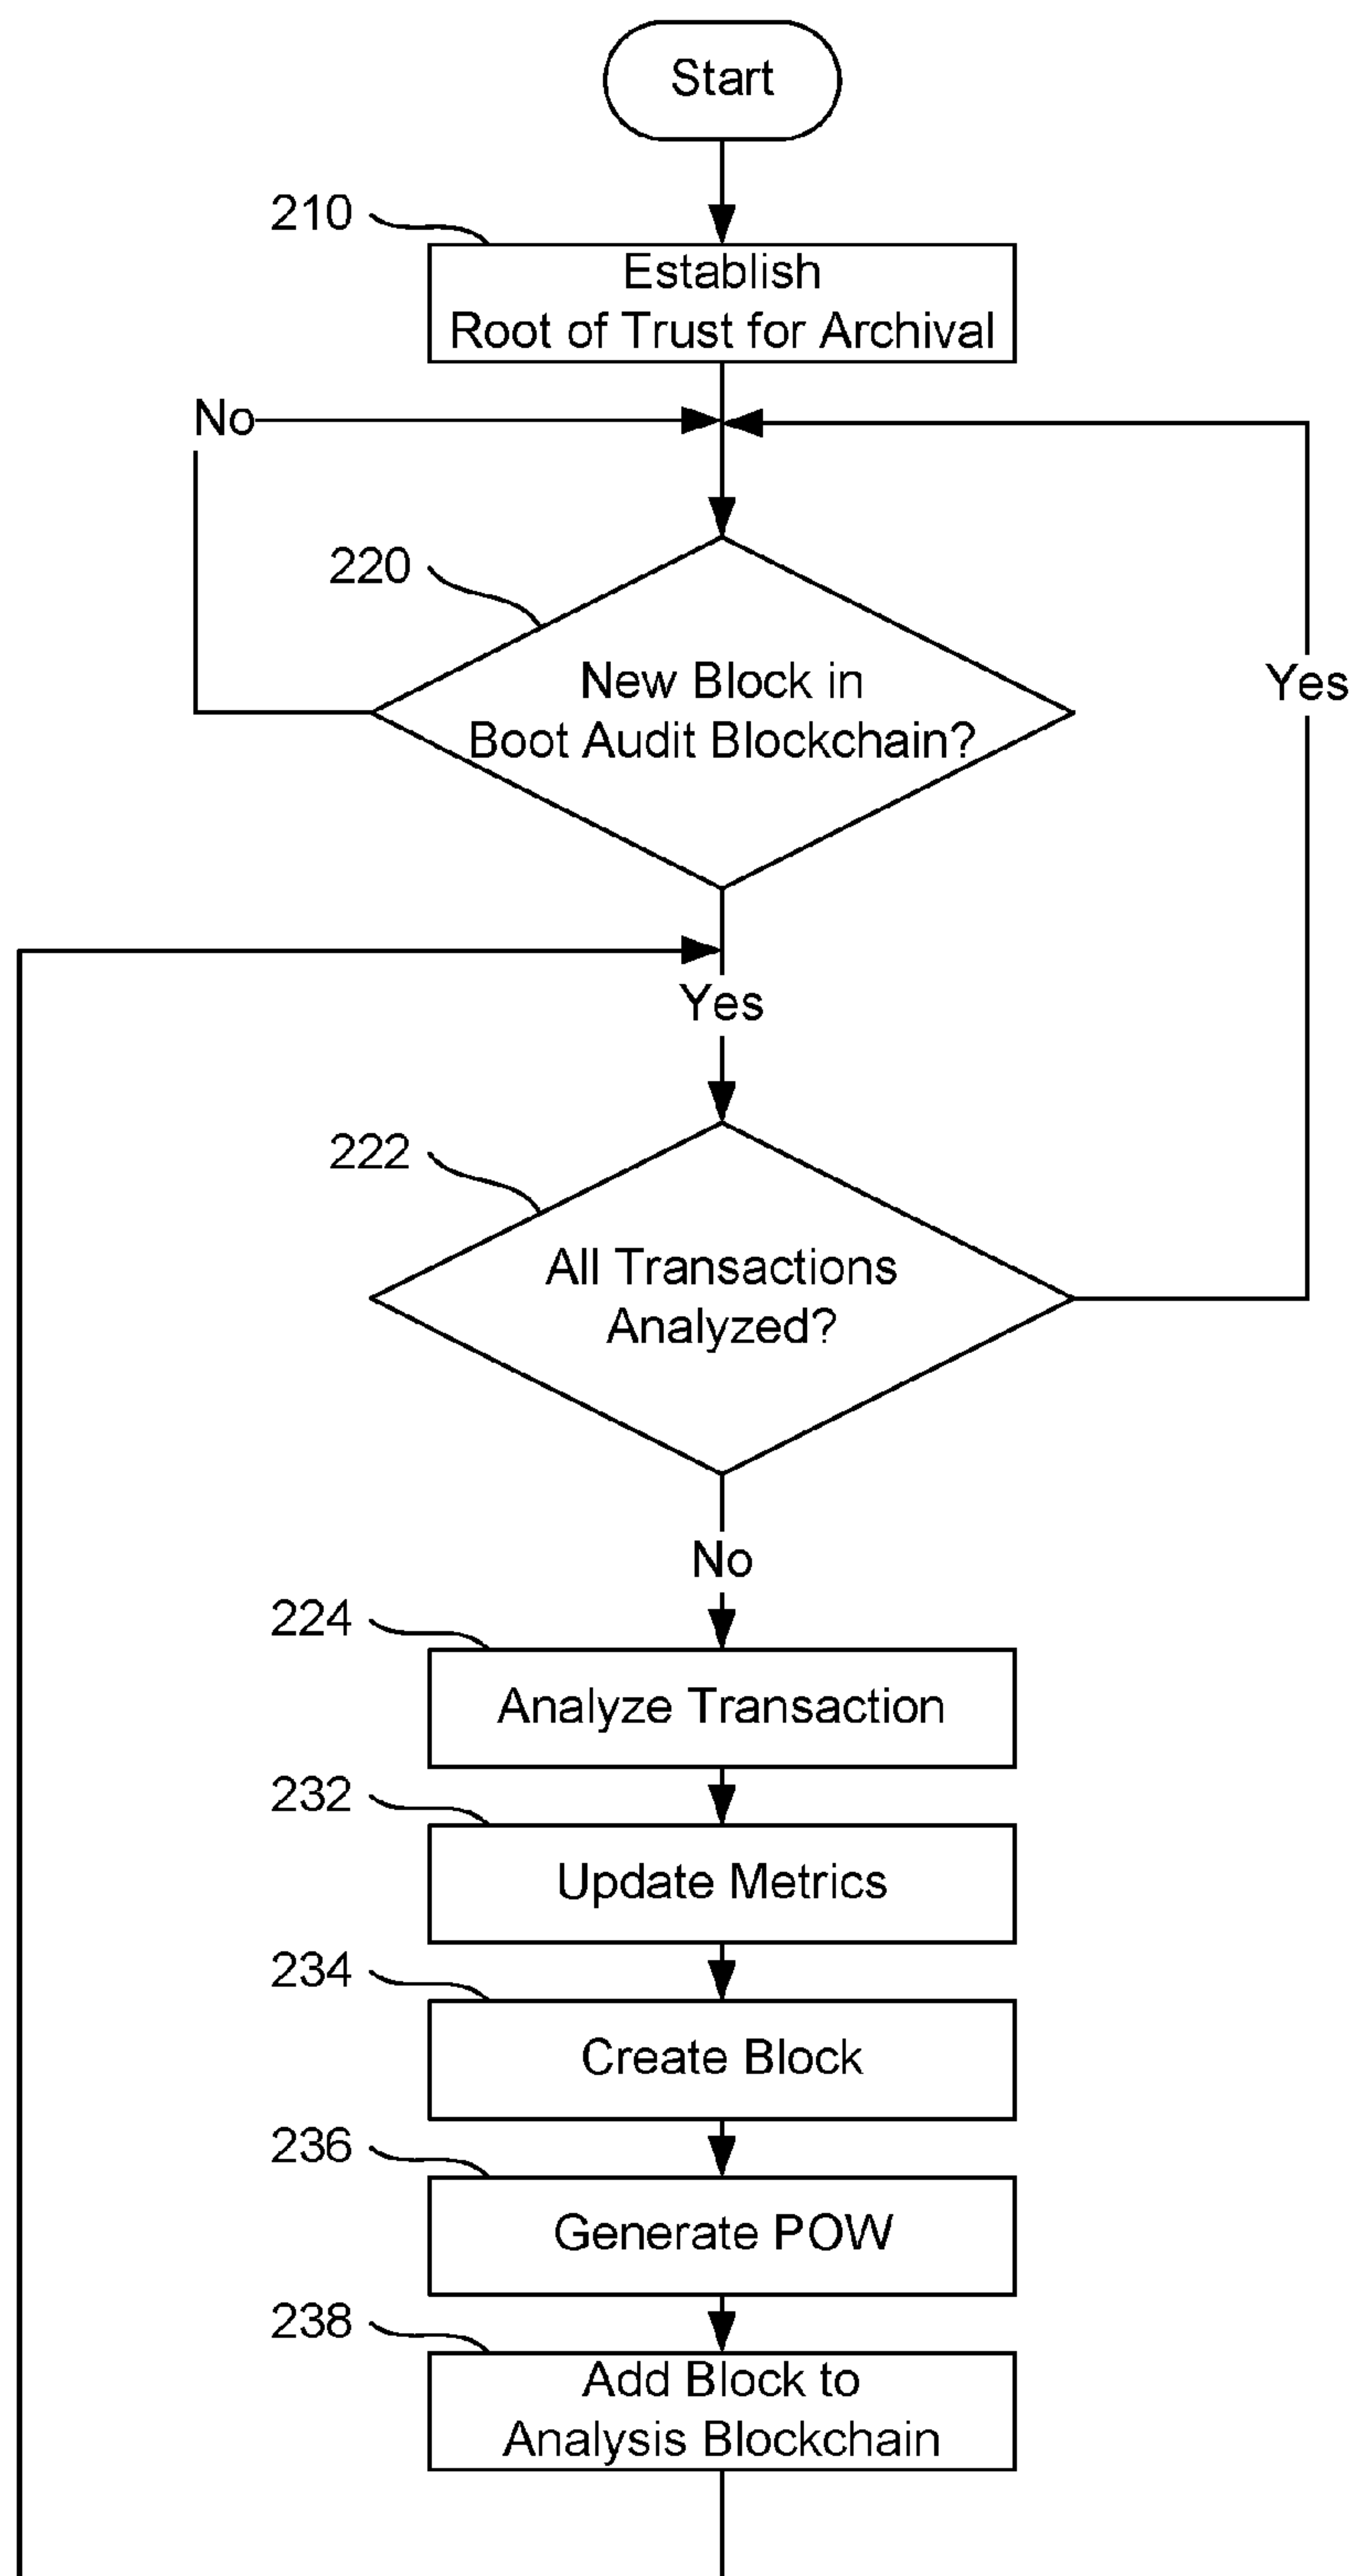 Start
210
Establish
Root of Trust for Archival
No
220
New Block in
Boot Audit Blockchain?
Yes
Yes
222
All Transactions
Analyzed?
No
224
Analyze Transaction
232
Update Metrics
234
Create Block
236
Generate POW
238
Add Block to
Analysis Blockchain